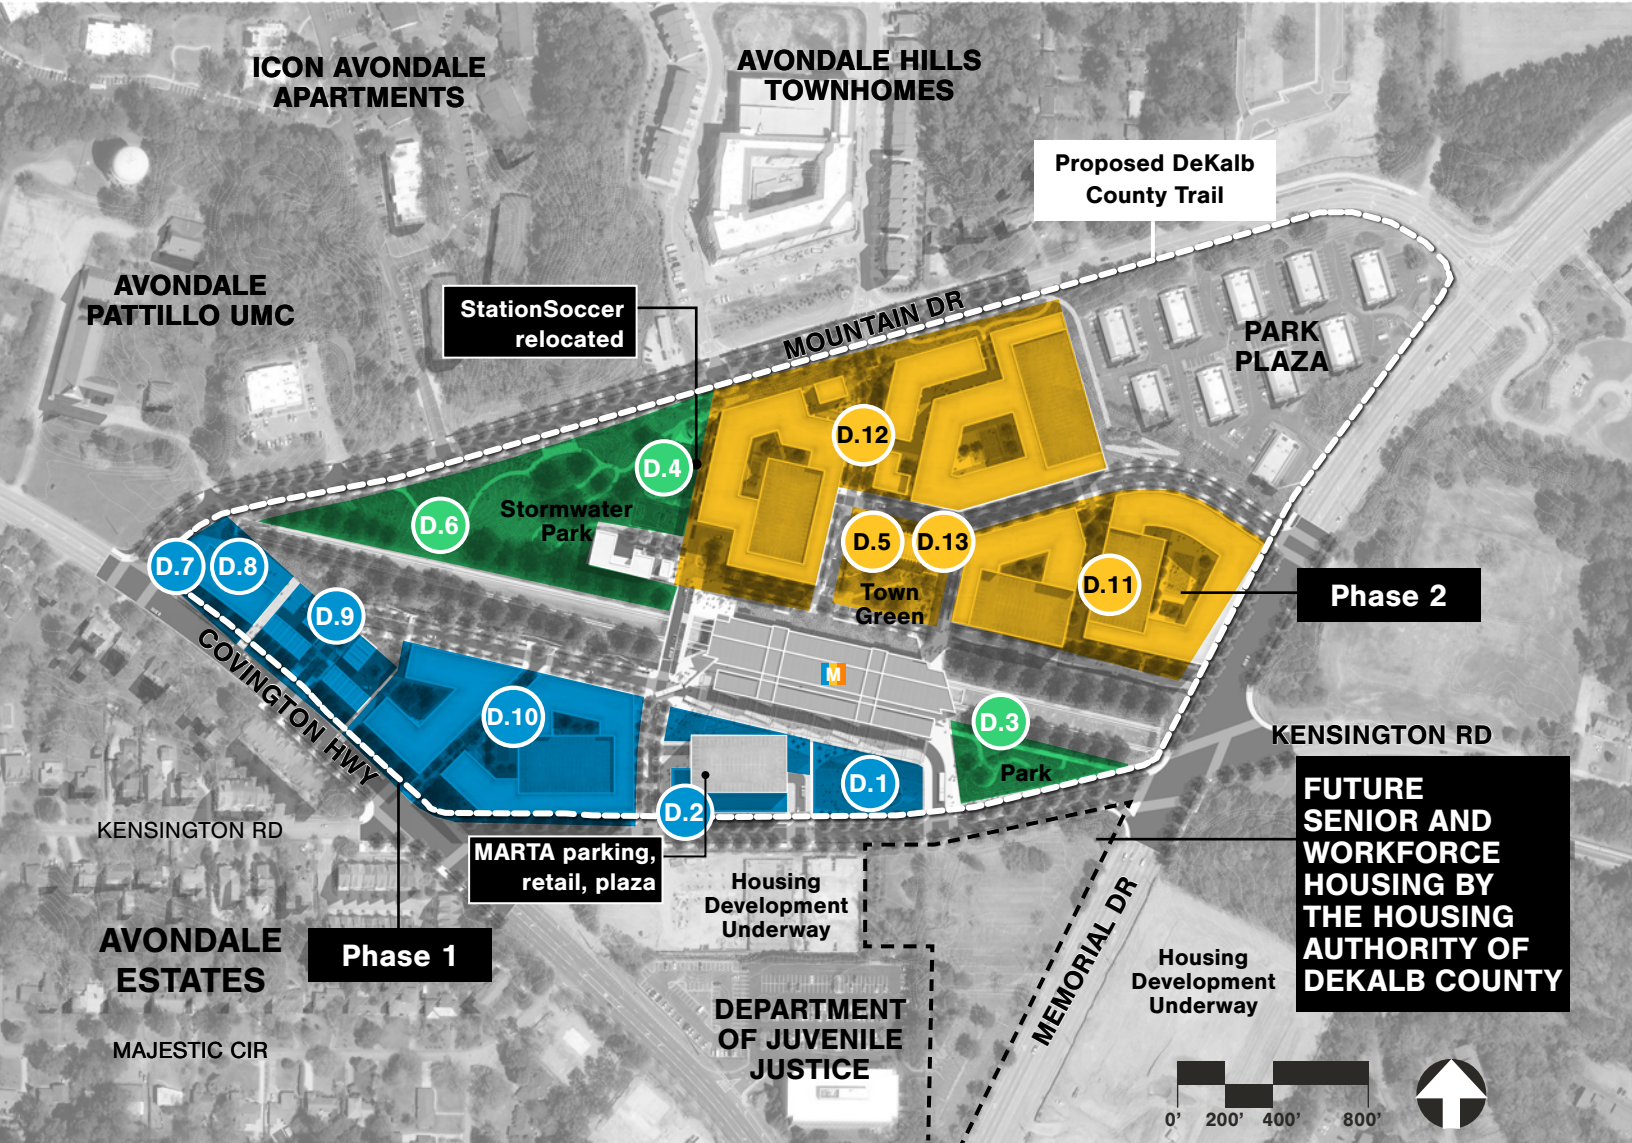 ICON AVONDALE
APARTMENTS
AVONDALE HILLS
TOWNHOMES
Proposed DeKalb
County Trail
AVONDALE
PATTILLO UMC
StationSoccer
relocated
MOUNTAIN DR
PARK
PLAZA
D.12
D.4
D.6
Stormwater
Park
D.5
D.13
D.11
Town
Green
Phase 2
D.7
D.8
D.9
COVINGTON HWY
D.10
M
D.3
Park
D.1
D.2
KENSINGTON RD
MARTA parking,
retail, plaza
KENSINGTON RD
Housing
Development
Underway
FUTURE
SENIOR AND
WORKFORCE
HOUSING BY
THE HOUSING
AUTHORITY OF
DEKALB COUNTY
AVONDALE
ESTATES
Phase 1
MEMORIAL DR
Housing
Development
Underway
DEPARTMENT
OF JUVENILE
JUSTICE
MAJESTIC CIR
0' 200' 400' 800'